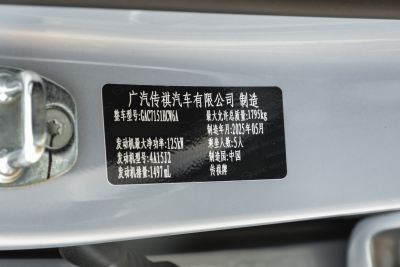 广汽传祺汽车有限公司 制造
整车型号:GAC7151HCW6A 最大允许总质量:1795kg
制造年月:2025年05月
发动机最大净功率:125kW 乘坐人数:5人
发动机型号:4A15J2 制造国:中国
发动机排量:1497mL 传祺牌